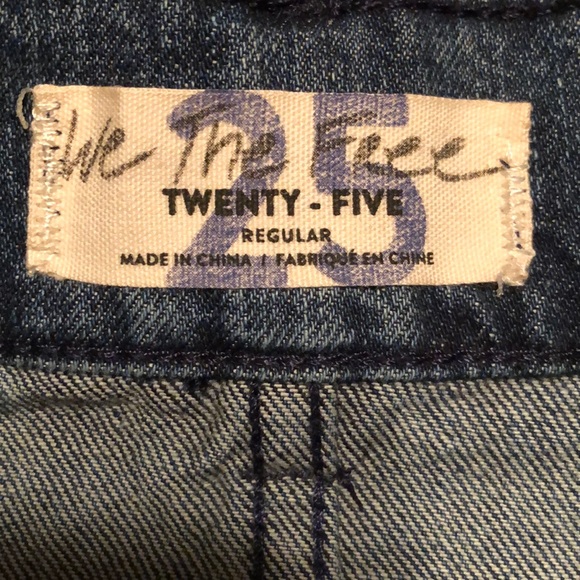 25
We The Free
TWENTY - FIVE
REGULAR
MADE IN CHINA / FABRIQUÉ EN CHINE